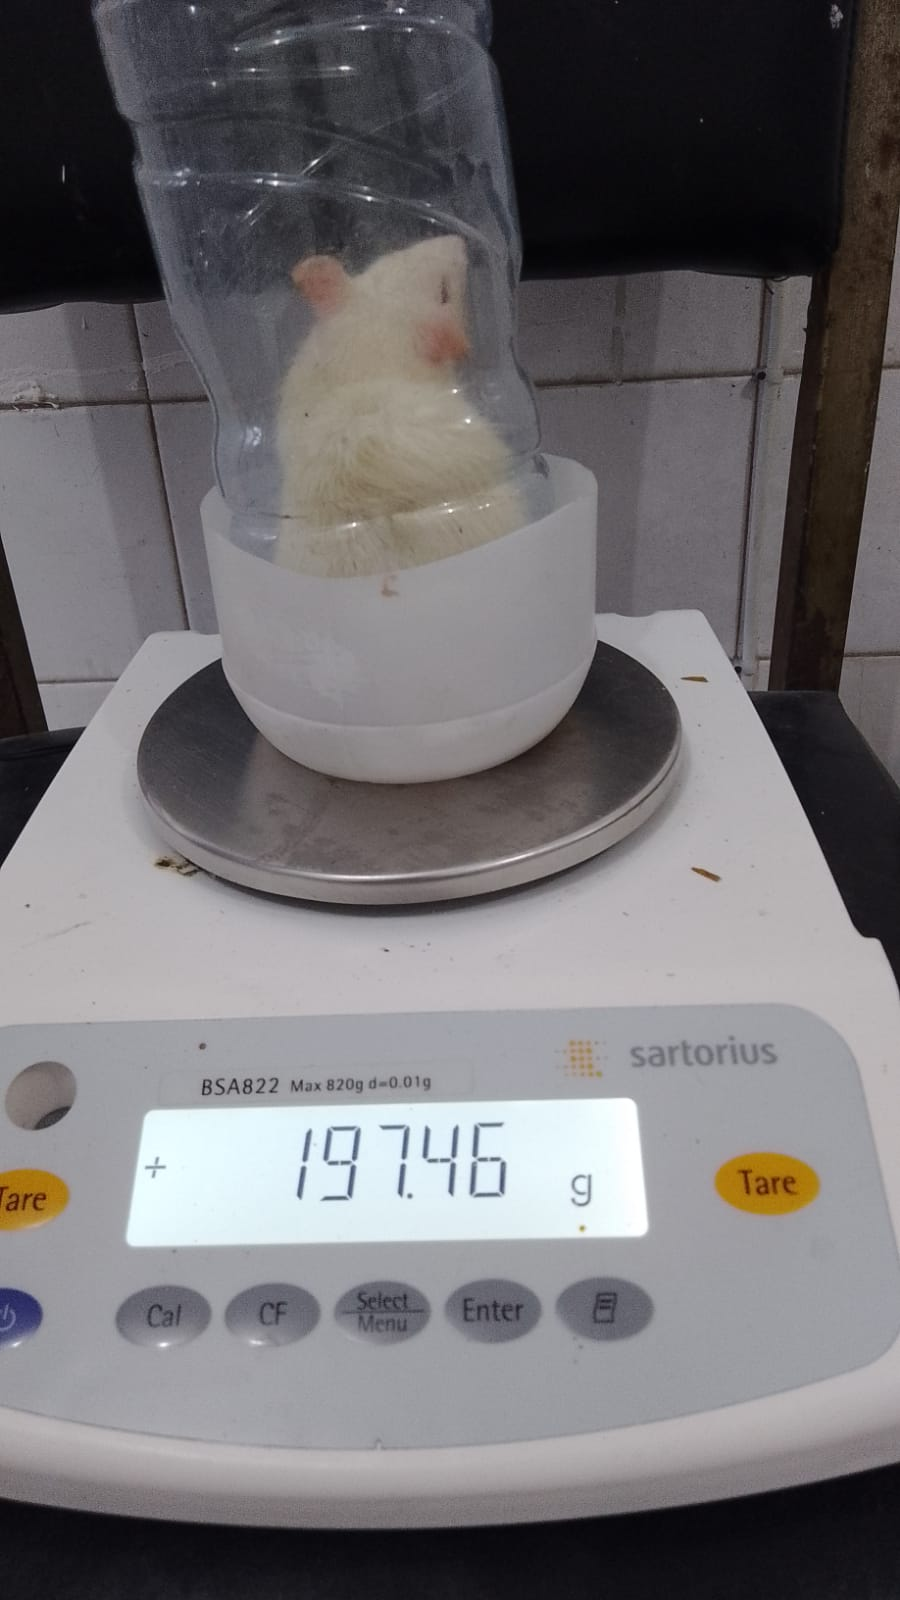 sartorius
BSA822 Max 820g d=0.01g
+ 197.46 g
Tare
Tare
Cal
CF
Select
Menu
Enter